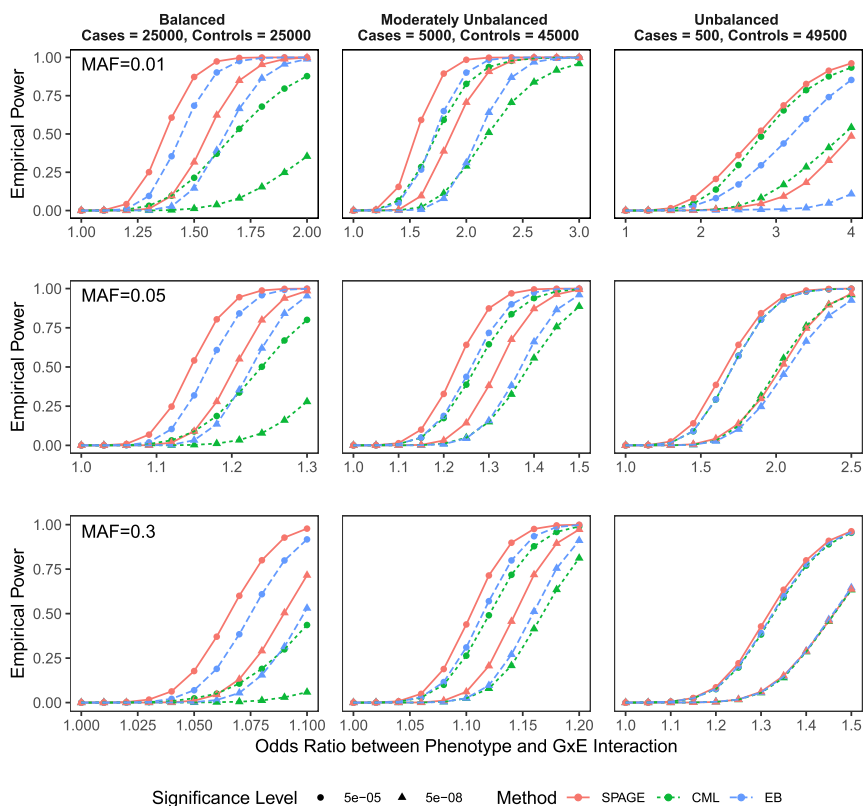 Balanced
Cases = 25000, Controls = 25000
Moderately Unbalanced
Cases = 5000, Controls = 45000
Unbalanced
Cases = 500, Controls = 49500
Empirical Power
MAF=0.01
1.00
0.75
0.50
0.25
0.00
1.00 1.25 1.50 1.75 2.00
1.0 1.5 2.0 2.5 3.0
1 2 3 4
Empirical Power
MAF=0.05
1.00
0.75
0.50
0.25
0.00
1.0 1.1 1.2 1.3
1.0 1.1 1.2 1.3 1.4 1.5
1.0 1.5 2.0 2.5
Empirical Power
MAF=0.3
1.00
0.75
0.50
0.25
0.00
1.000 1.025 1.050 1.075 1.100
1.00 1.05 1.10 1.15 1.20
1.0 1.1 1.2 1.3 1.4 1.5
Odds Ratio between Phenotype and GxE Interaction
Significance Level 5e−05 5e−08 Method SPAGE CML EB